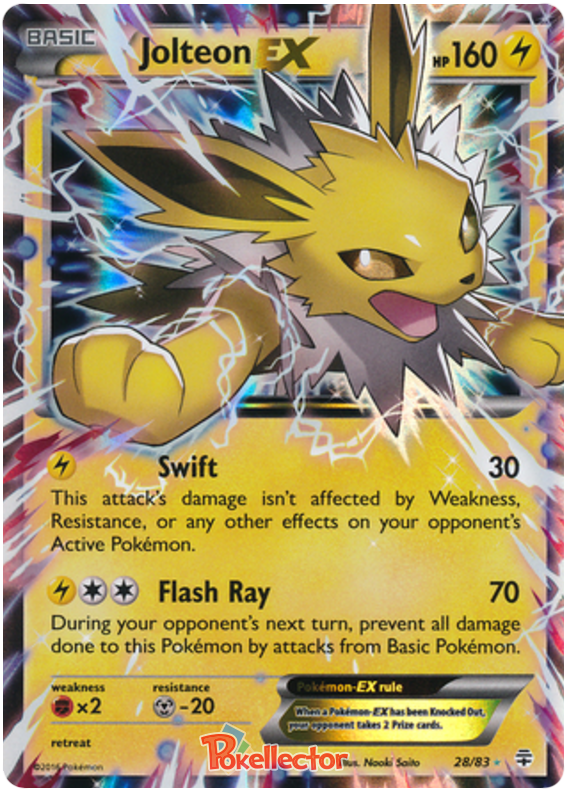 BASIC
Jolteon EX
HP 160
Swift 30
This attack's damage isn't affected by Weakness,
Resistance, or any other effects on your opponent's
Active Pokémon.
Flash Ray 70
During your opponent's next turn, prevent all damage
done to this Pokémon by attacks from Basic Pokémon.
weakness
×2
resistance
-20
retreat
Pokémon-EX rule
When a Pokémon-EX has been Knocked Out,
your opponent takes 2 Prize cards.
©2016 Pokémon
Pokellector
Illus. Naoki Saito
28/83